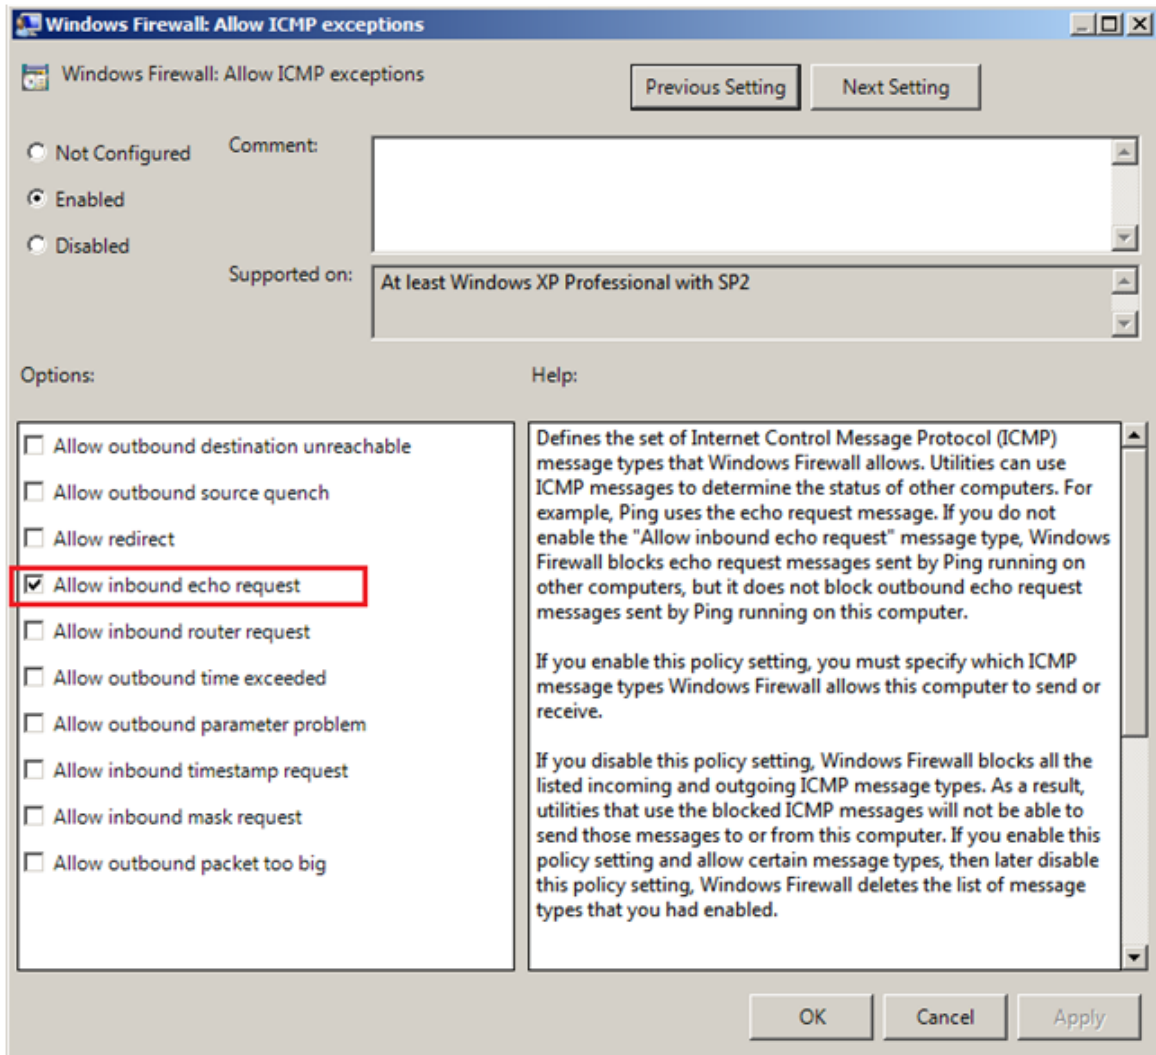 Windows Firewall: Allow ICMP exceptions
Windows Firewall: Allow ICMP exceptions
Previous Setting
Next Setting
Not Configured
Comment:
Enabled
Disabled
Supported on:
At least Windows XP Professional with SP2
Options:
Help:
Allow outbound destination unreachable
Allow outbound source quench
Allow redirect
Allow inbound echo request
Allow inbound router request
Allow outbound time exceeded
Allow outbound parameter problem
Allow inbound timestamp request
Allow inbound mask request
Allow outbound packet too big
Defines the set of Internet Control Message Protocol (ICMP)
message types that Windows Firewall allows. Utilities can use
ICMP messages to determine the status of other computers. For
example, Ping uses the echo request message. If you do not
enable the "Allow inbound echo request" message type, Windows
Firewall blocks echo request messages sent by Ping running on
other computers, but it does not block outbound echo request
messages sent by Ping running on this computer.
If you enable this policy setting, you must specify which ICMP
message types Windows Firewall allows this computer to send or
receive.
If you disable this policy setting, Windows Firewall blocks all the
listed incoming and outgoing ICMP message types. As a result,
utilities that use the blocked ICMP messages will not be able to
send those messages to or from this computer. If you enable this
policy setting and allow certain message types, then later disable
this policy setting, Windows Firewall deletes the list of message
types that you had enabled.
OK
Cancel
Apply